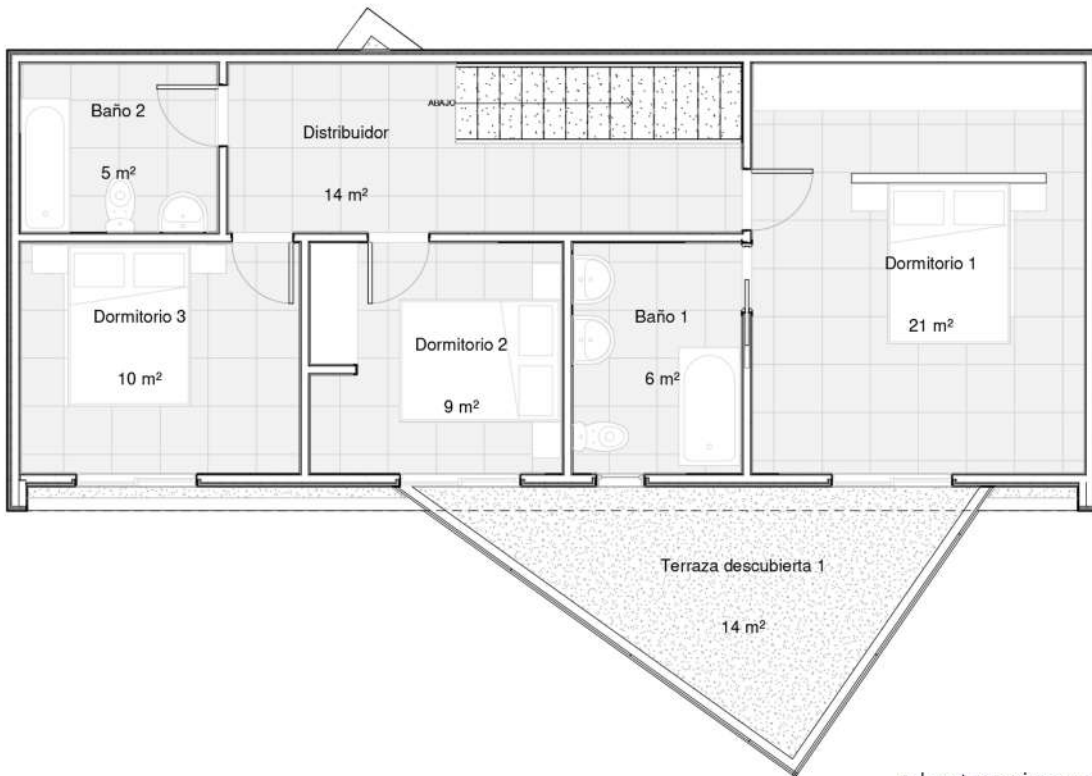 Baño 2
5 m²
Distribuidor
14 m²
ABAJO
Dormitorio 1
21 m²
Dormitorio 3
10 m²
Dormitorio 2
9 m²
Baño 1
6 m²
Terraza descubierta 1
14 m²